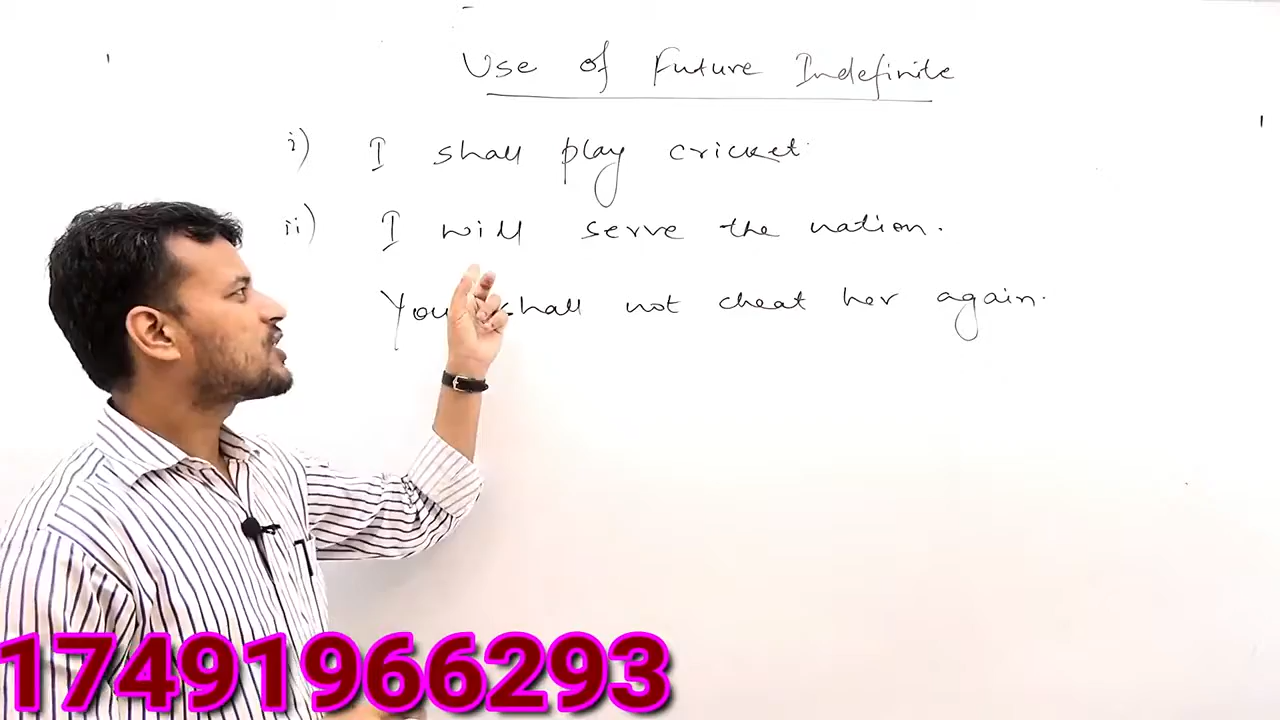 Use of Future Indefinite
i) I shall play cricket.
ii) I will serve the nation.
You shall not cheat her again.
17491966293